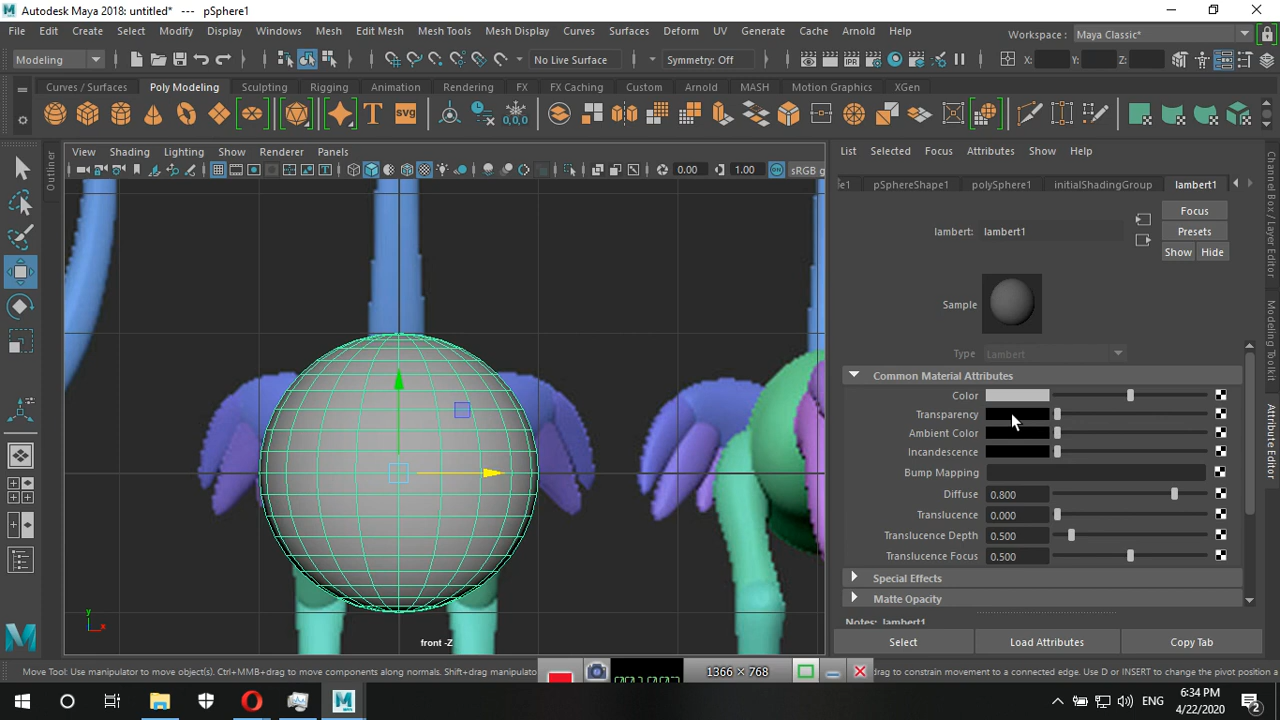 Autodesk Maya 2018: untitled* --- pSphere1
File Edit Create Select Modify Display Windows Mesh Edit Mesh Mesh Tools Mesh Display Curves Surfaces Deform UV Generate Cache Arnold Help
Workspace : Maya Classic*
Modeling No Live Surface Symmetry: Off X: Y: Z:
Curves / Surfaces Poly Modeling Sculpting Rigging Animation Rendering FX FX Caching Custom Arnold MASH Motion Graphics XGen
T SVG 0,0,0
View Shading Lighting Show Renderer Panels
0.00 1.00 ON sRGB g
Outliner
List Selected Focus Attributes Show Help
pSphereShape1 polySphere1 initialShadingGroup lambert1
Focus
lambert: lambert1
Presets
Show Hide
Sample
Type Lambert
Common Material Attributes
Color
Transparency
Ambient Color
Incandescence
Bump Mapping
Diffuse 0.800
Translucence 0.000
Translucence Depth 0.500
Translucence Focus 0.500
Special Effects
Matte Opacity
Notes: lambert1
Select Load Attributes Copy Tab
Channel Box / Layer Editor
Modeling Toolkit
Attribute Editor
y
x
front -Z
Move Tool: Use manipulator to move object(s). Ctrl+MMB+drag to move components along normals. Shift+drag manipulato
1366 × 768
drag to constrain movement to a connected edge. Use D or INSERT to change the pivot position a
ENG
6:34 PM
4/22/2020
2